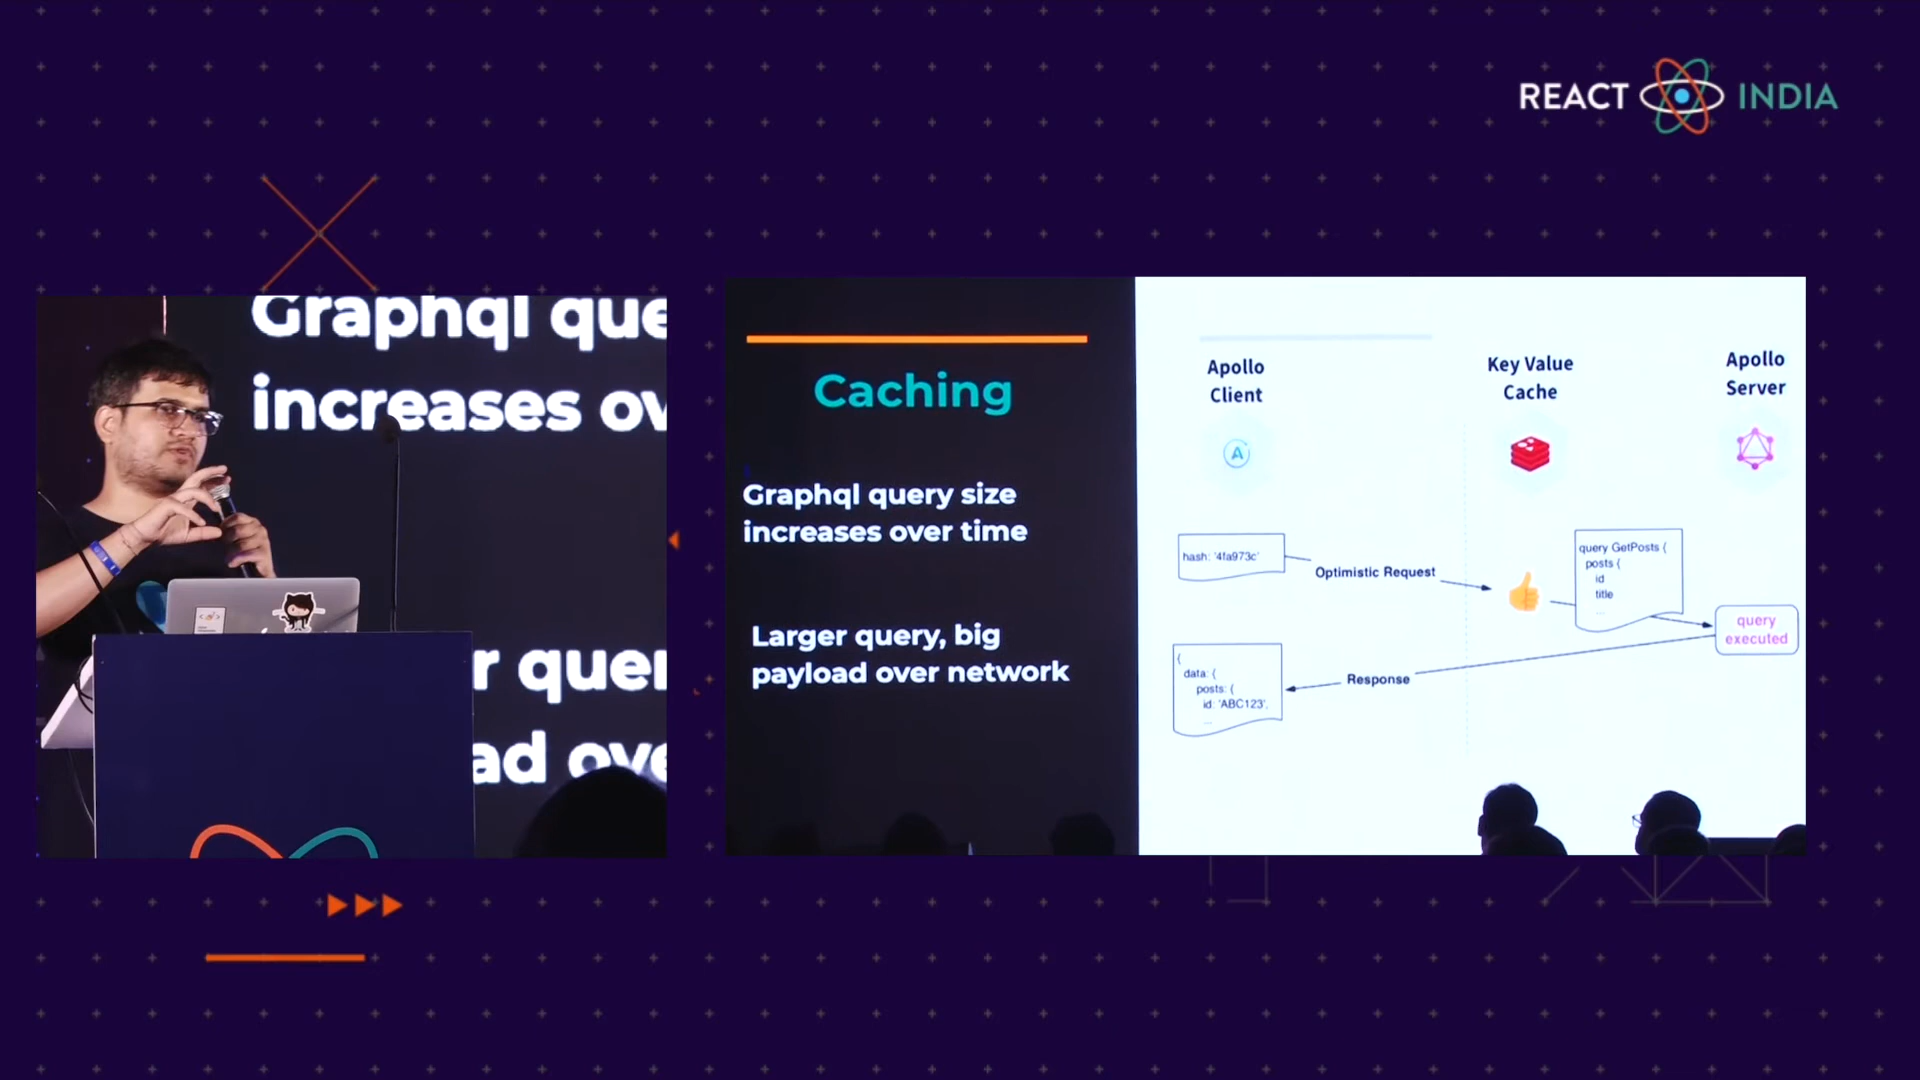 REACT INDIA
Graphql que
increases ov
r quer
ad ove
Caching
Graphql query size
increases over time
Larger query, big
payload over network
Apollo
Client
Key Value
Cache
Apollo
Server
A
hash: '4fa973c'
Optimistic Request
query GetPosts {
posts {
id
title
...
query
executed
Response
{
data: {
posts: {
id: 'ABC123',
...